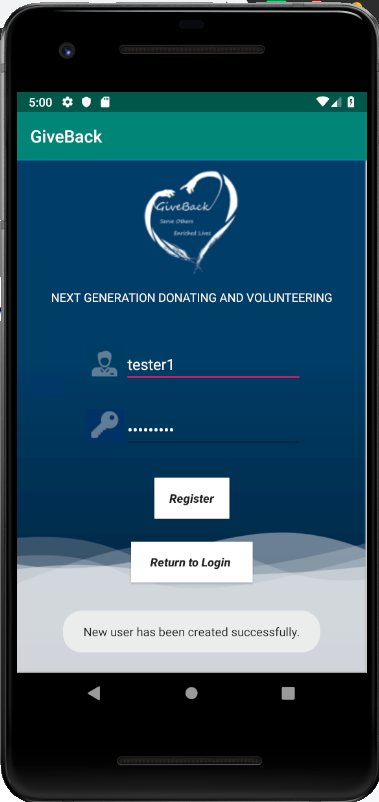 5:00
GiveBack
GiveBack
Serve Others
Enriched Lives
NEXT GENERATION DONATING AND VOLUNTEERING
tester1
•••••••••
Register
Return to Login
New user has been created successfully.